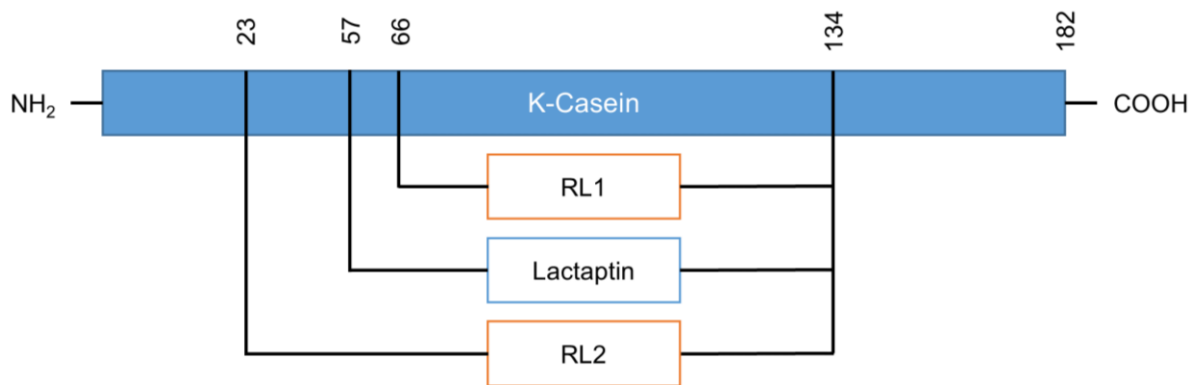 23
57
66
134
182
NH₂
K-Casein
COOH
RL1
Lactaptin
RL2